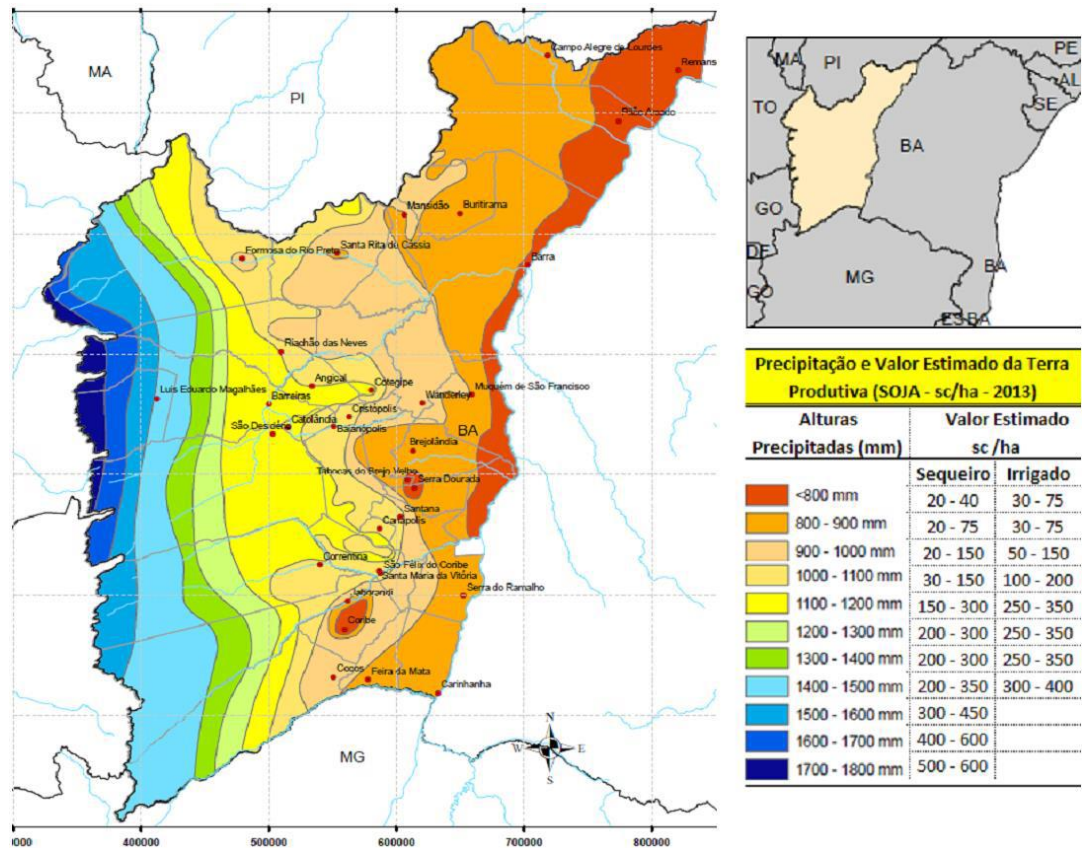 MA
PI
Campo Alegre de Lourdes
Remans
Pilão Arcado
Mansidão
Buritirama
Formosa do Rio Preto
Santa Rita de Cássia
Barra
Riachão das Neves
Luis Eduardo Magalhães
Angical
Cotegipe
Muquém de São Francisco
Barreiras
Wanderley
Cristópolis
São Desidério
Catolândia
Baianópolis
BA
Brejolândia
Tabocas do Brejo Velho
Serra Dourada
Santana
Canápolis
Correntina
São Félix do Coribe
Santa Maria da Vitória
Jaborandi
Serra do Ramalho
Coribe
Cocos
Feira da Mata
Carinhanha
MG
N
W E
S
0000 400000 500000 600000 700000 800000
MA PI PE
AL
TO SE
BA
GO
DF
MG BA
GO
ES BA
Precipitação e Valor Estimado da Terra
Produtiva (SOJA - sc/ha - 2013)
Alturas Valor Estimado
Precipitadas (mm) sc /ha
Sequeiro Irrigado
<800 mm 20 - 40 30 - 75
800 - 900 mm 20 - 75 30 - 75
900 - 1000 mm 20 - 150 50 - 150
1000 - 1100 mm 30 - 150 100 - 200
1100 - 1200 mm 150 - 300 250 - 350
1200 - 1300 mm 200 - 300 250 - 350
1300 - 1400 mm 200 - 300 250 - 350
1400 - 1500 mm 200 - 350 300 - 400
1500 - 1600 mm 300 - 450
1600 - 1700 mm 400 - 600
1700 - 1800 mm 500 - 600